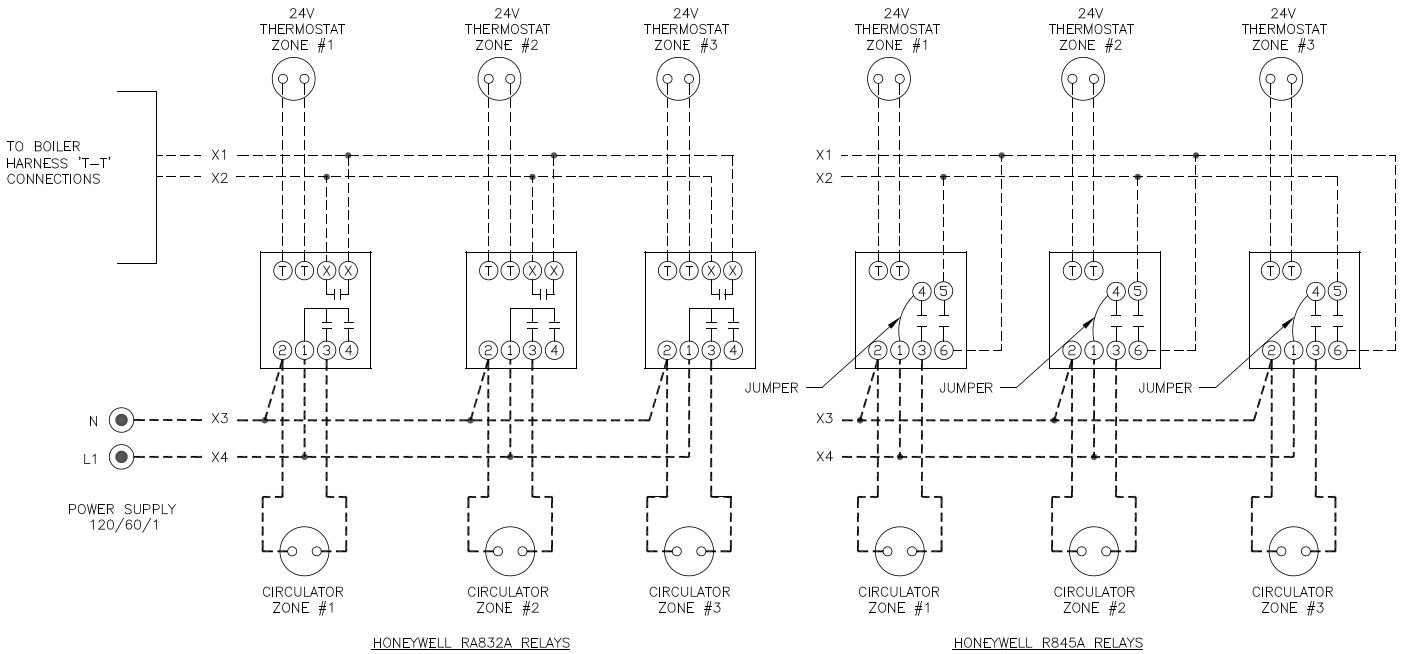 24V
THERMOSTAT
ZONE #1
24V
THERMOSTAT
ZONE #2
24V
THERMOSTAT
ZONE #3
24V
THERMOSTAT
ZONE #1
24V
THERMOSTAT
ZONE #2
24V
THERMOSTAT
ZONE #3
TO BOILER
HARNESS 'T-T'
CONNECTIONS
X1
X2
X1
X2
T T X X
T T X X
T T X X
T T
T T
T T
4 5
4 5
4 5
2 1 3 4
2 1 3 4
2 1 3 4
2 1 3 6
2 1 3 6
2 1 3 6
JUMPER
JUMPER
JUMPER
N
X3
X3
L1
X4
X4
POWER SUPPLY
120/60/1
CIRCULATOR
ZONE #1
CIRCULATOR
ZONE #2
CIRCULATOR
ZONE #3
CIRCULATOR
ZONE #1
CIRCULATOR
ZONE #2
CIRCULATOR
ZONE #3
HONEYWELL RA832A RELAYS
HONEYWELL R845A RELAYS